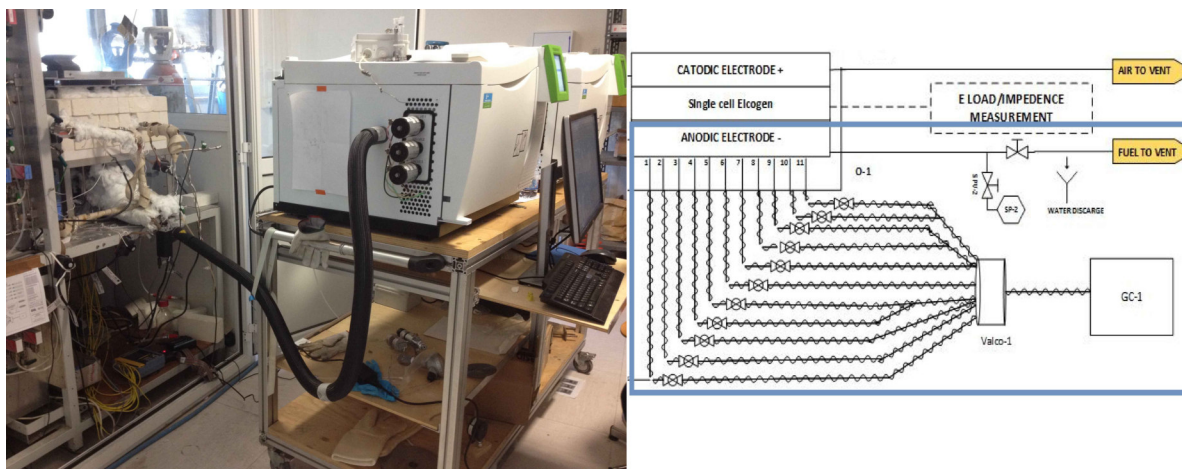 CATODIC ELECTRODE +
AIR TO VENT
Single cell Elcogen
E LOAD/IMPEDENCE
MEASUREMENT
ANODIC ELECTRODE -
FUEL TO VENT
1 2 3 4 5 6 7 8 9 10 11
O-1
SP-2
WATER DISCARGE
GC-1
Valco-1